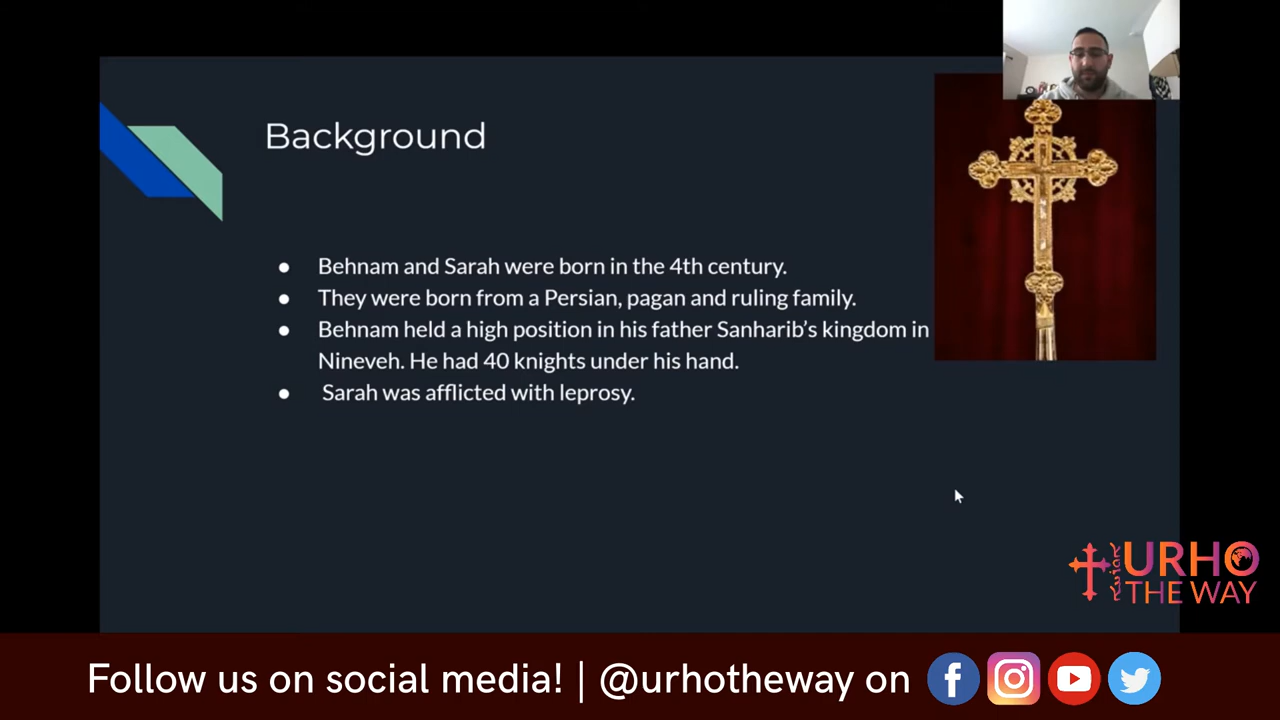 Background
● Behnam and Sarah were born in the 4th century.
● They were born from a Persian, pagan and ruling family.
● Behnam held a high position in his father Sanharib’s kingdom in
Nineveh. He had 40 knights under his hand.
● Sarah was afflicted with leprosy.
URHO
THE WAY
Follow us on social media! | @urhotheway on